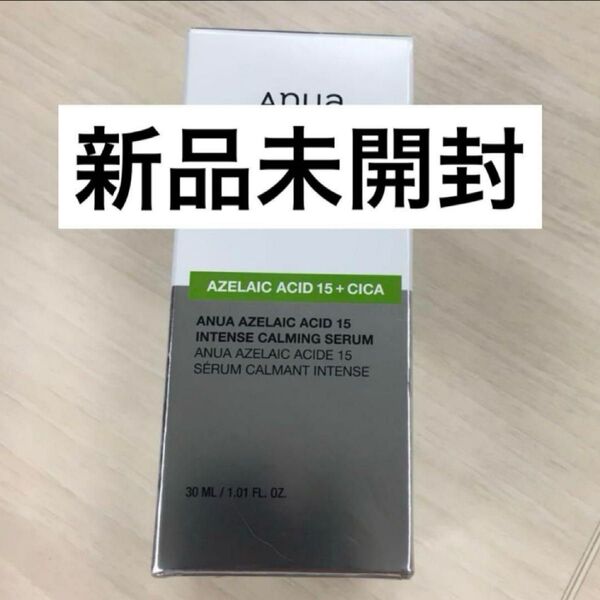 Anua
新品未開封
AZELAIC ACID 15 + CICA
ANUA AZELAIC ACID 15
INTENSE CALMING SERUM
ANUA AZELAIC ACIDE 15
SÉRUM CALMANT INTENSE
30 ML / 1.01 FL. OZ.